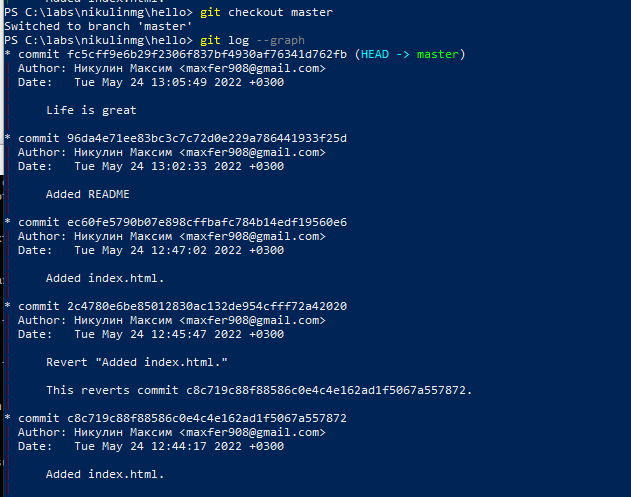 Added index.html.
PS C:\labs\nikulinmg\hello> git checkout master
Switched to branch 'master'
PS C:\labs\nikulinmg\hello> git log --graph
* commit fc5cff9e6b29f2306f837bf4930af76341d762fb (HEAD -> master)
| Author: Никулин Максим <maxfer908@gmail.com>
| Date:   Tue May 24 13:05:49 2022 +0300
|
|     Life is great
|
* commit 96da4e71ee83bc3c7c72d0e229a786441933f25d
| Author: Никулин Максим <maxfer908@gmail.com>
| Date:   Tue May 24 13:02:33 2022 +0300
|
|     Added README
|
* commit ec60fe5790b07e898cffbafc784b14edf19560e6
| Author: Никулин Максим <maxfer908@gmail.com>
| Date:   Tue May 24 12:47:02 2022 +0300
|
|     Added index.html.
|
* commit 2c4780e6be85012830ac132de954cfff72a42020
| Author: Никулин Максим <maxfer908@gmail.com>
| Date:   Tue May 24 12:45:47 2022 +0300
|
|     Revert "Added index.html."
|
|     This reverts commit c8c719c88f88586c0e4c4e162ad1f5067a557872.
|
* commit c8c719c88f88586c0e4c4e162ad1f5067a557872
| Author: Никулин Максим <maxfer908@gmail.com>
| Date:   Tue May 24 12:44:17 2022 +0300
|
|     Added index.html.